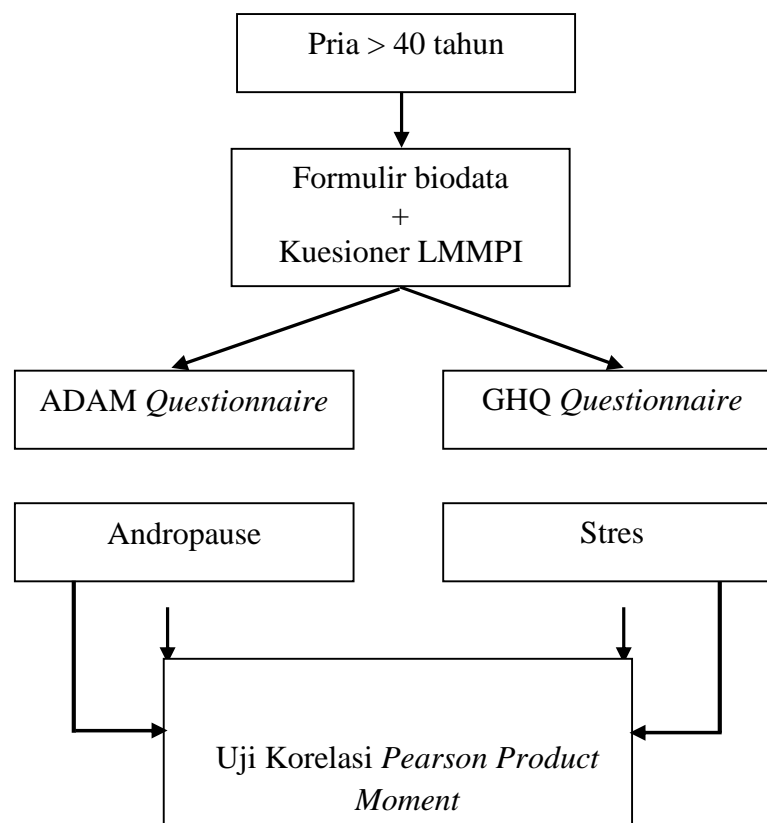 Pria > 40 tahun
Formulir biodata
+
Kuesioner LMMPI
ADAM Questionnaire
GHQ Questionnaire
Andropause
Stres
Uji Korelasi Pearson Product
Moment